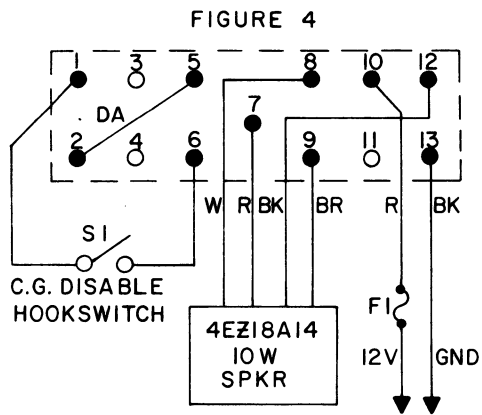 FIGURE 4
1 3 5 8 10 12
DA 7
2 4 6 9 11 13
W R BK BR R BK
S1
C.G. DISABLE
HOOKSWITCH
4EZ18A14
10W
SPKR
F1
12V GND